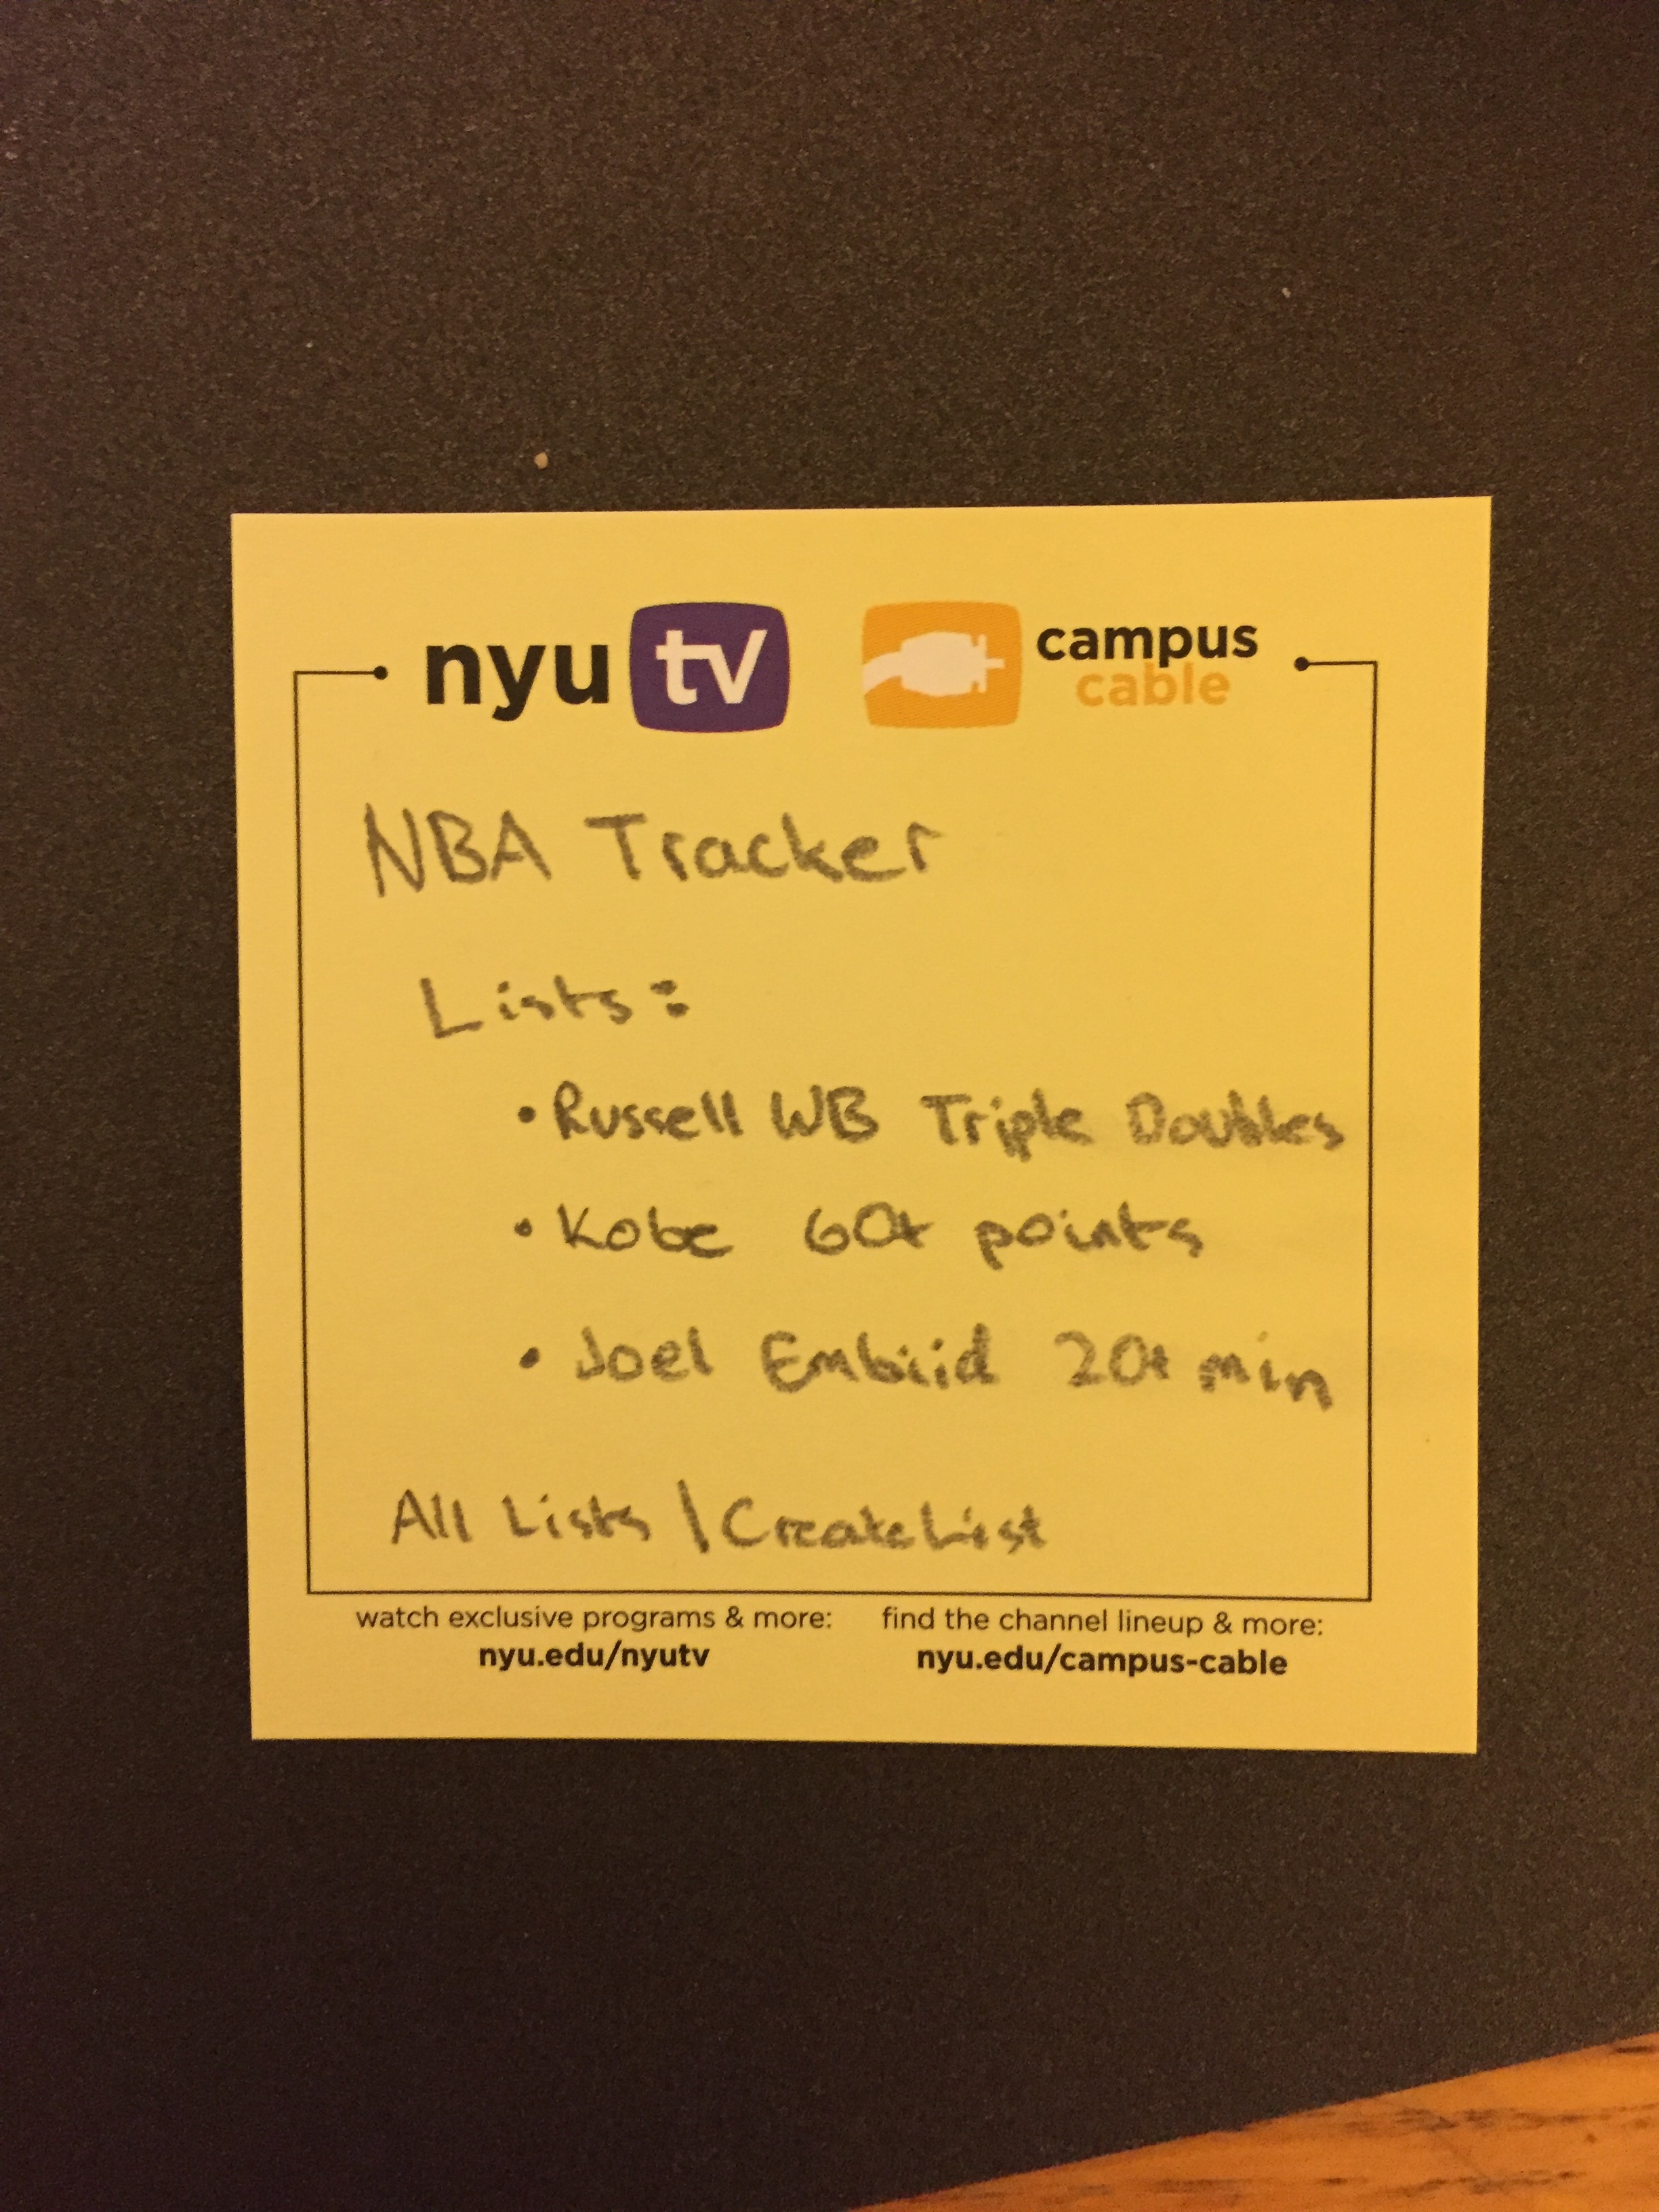 nyu tv campus
cable
NBA Tracker
Lists:
• Russell WB Triple Doubles
• Kobe 60+ points
• Joel Embiid 20+ min
All Lists | Create List
watch exclusive programs & more: find the channel lineup & more:
nyu.edu/nyutv nyu.edu/campus-cable